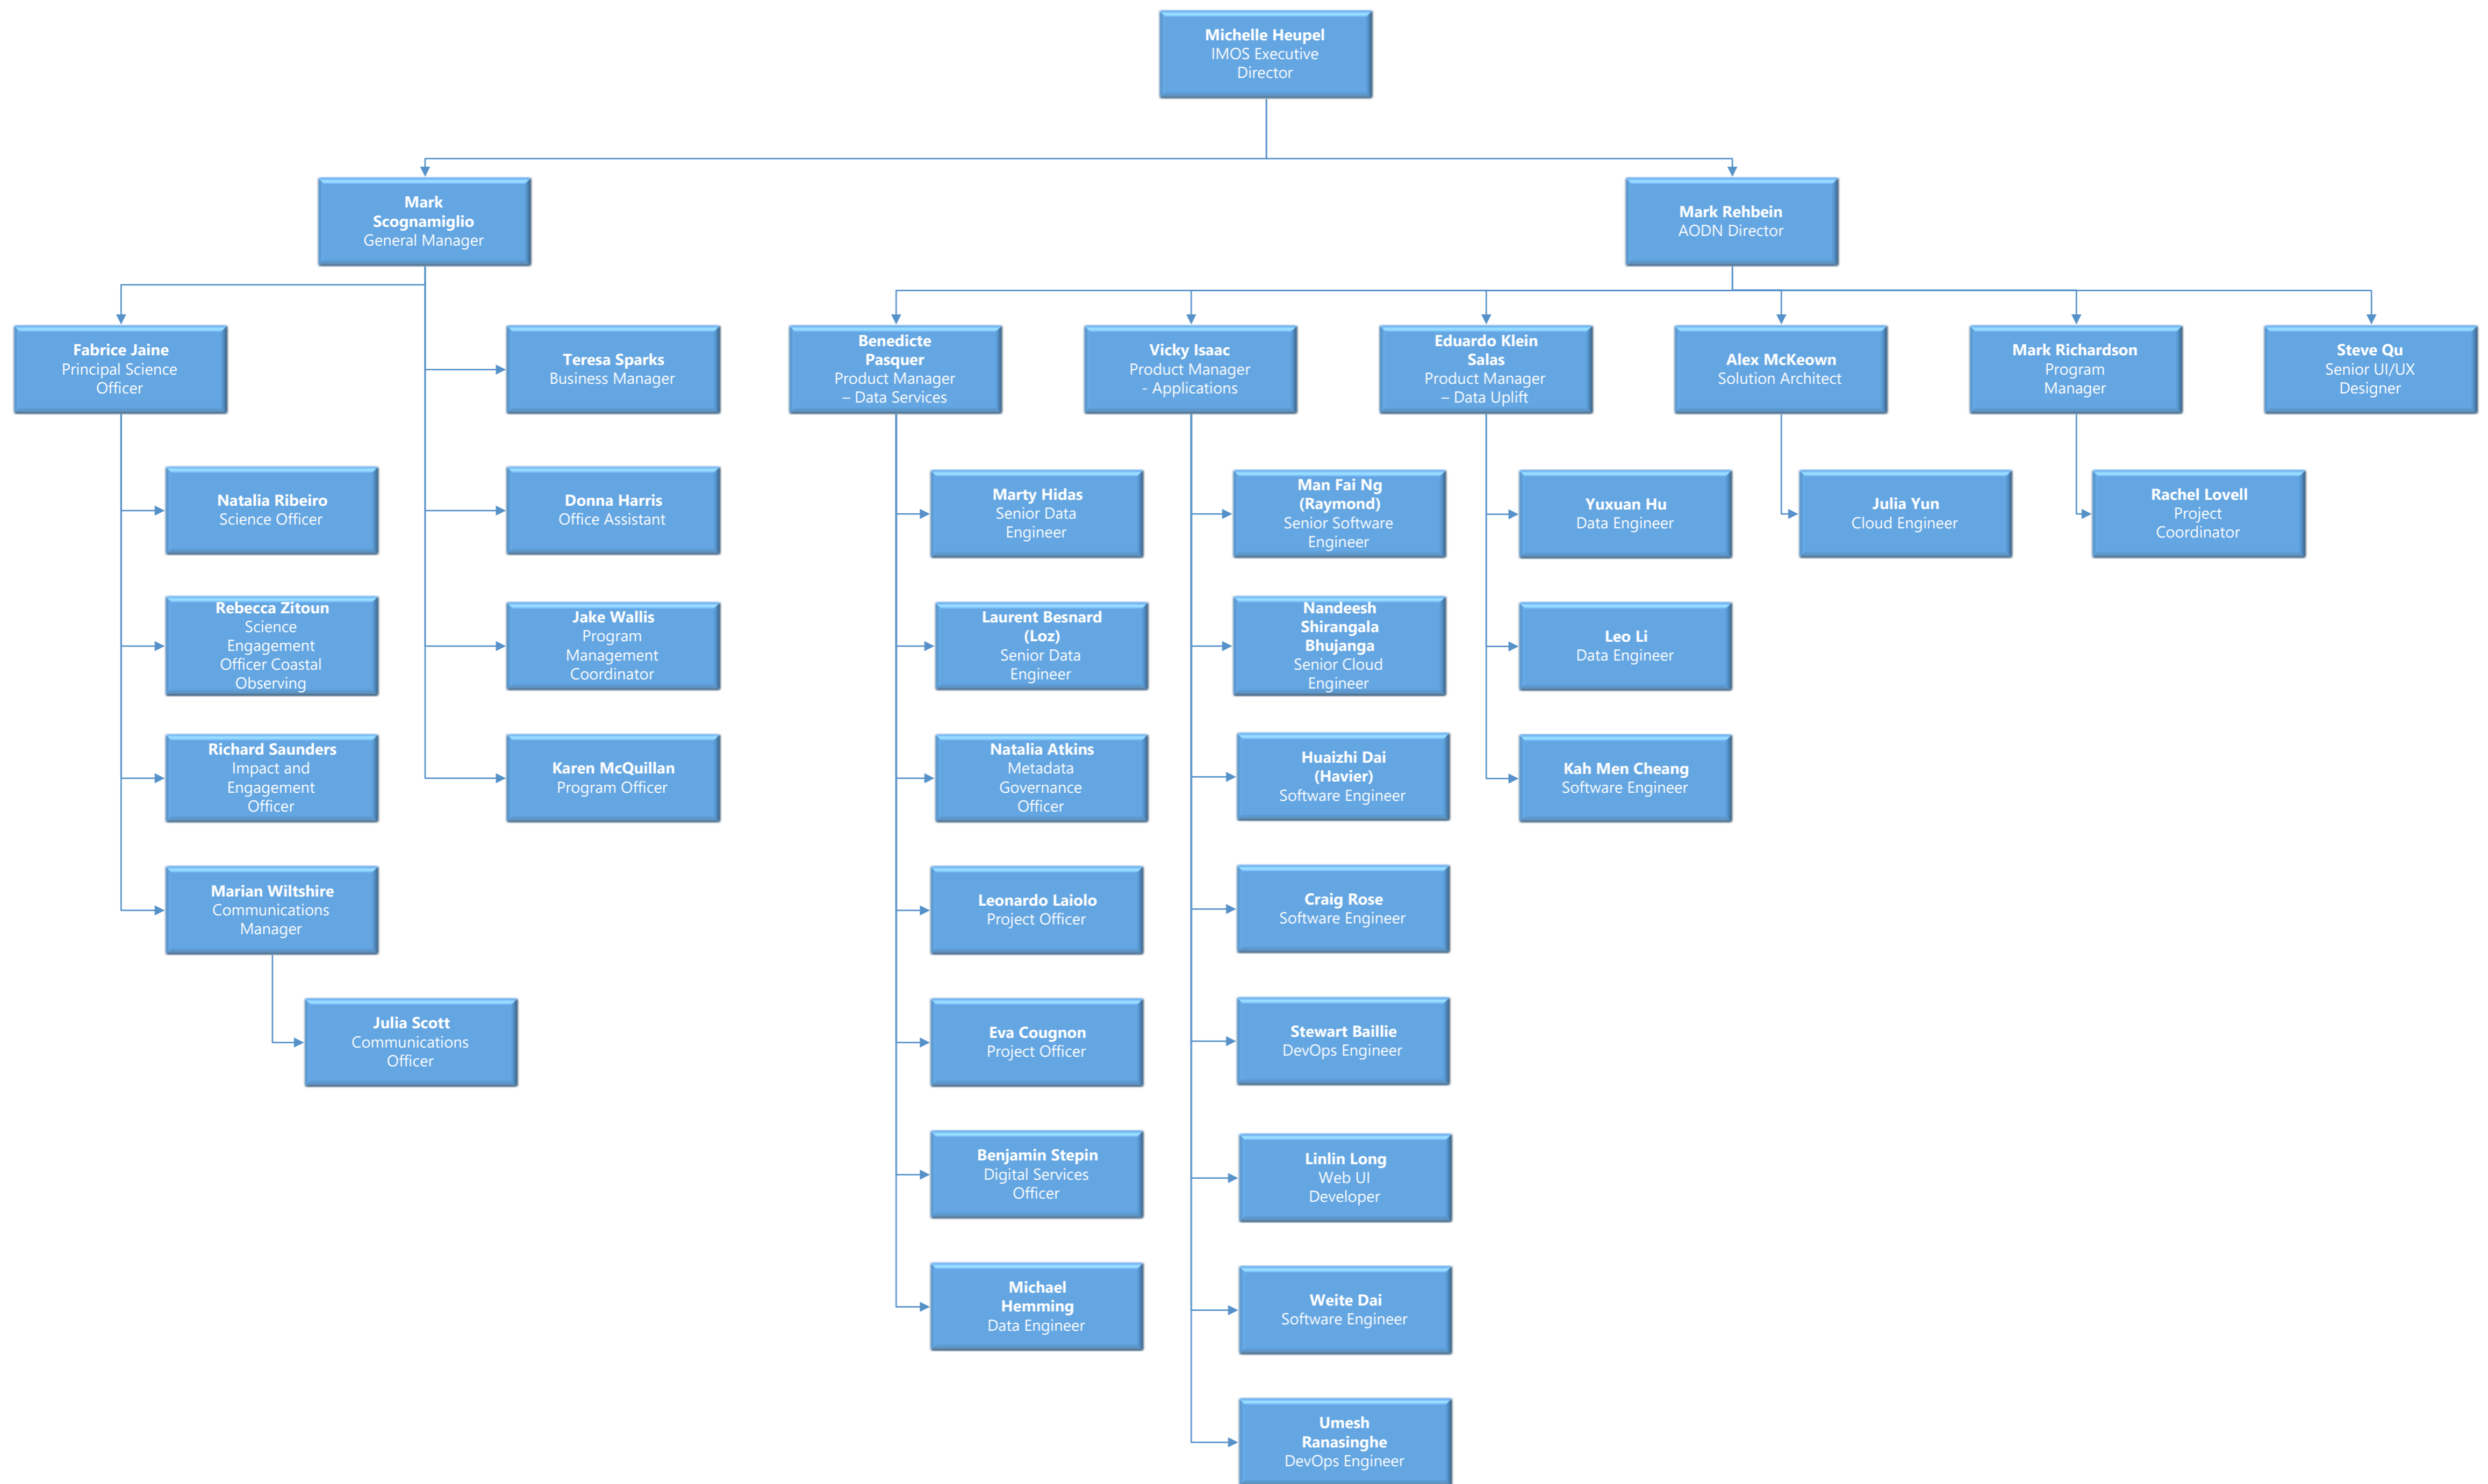 Michelle Heupel
IMOS Executive
Director
Mark
Scognamiglio
General Manager
Mark Rehbein
AODN Director
Fabrice Jaine
Principal Science
Officer
Teresa Sparks
Business Manager
Benedicte
Pasquer
Product Manager
– Data Services
Vicky Isaac
Product Manager
- Applications
Eduardo Klein
Salas
Product Manager
– Data Uplift
Alex McKeown
Solution Architect
Mark Richardson
Program
Manager
Steve Qu
Senior UI/UX
Designer
Natalia Ribeiro
Science Officer
Donna Harris
Office Assistant
Marty Hidas
Senior Data
Engineer
Man Fai Ng
(Raymond)
Senior Software
Engineer
Yuxuan Hu
Data Engineer
Julia Yun
Cloud Engineer
Rachel Lovell
Project
Coordinator
Rebecca Zitoun
Science
Engagement
Officer Coastal
Observing
Jake Wallis
Program
Management
Coordinator
Laurent Besnard
(Loz)
Senior Data
Engineer
Nandeesh
Shirangala
Bhujanga
Senior Cloud
Engineer
Leo Li
Data Engineer
Richard Saunders
Impact and
Engagement
Officer
Karen McQuillan
Program Officer
Natalia Atkins
Metadata
Governance
Officer
Huaizhi Dai
(Havier)
Software Engineer
Kah Men Cheang
Software Engineer
Marian Wiltshire
Communications
Manager
Leonardo Laiolo
Project Officer
Craig Rose
Software Engineer
Julia Scott
Communications
Officer
Eva Cougnon
Project Officer
Stewart Baillie
DevOps Engineer
Benjamin Stepin
Digital Services
Officer
Linlin Long
Web UI
Developer
Michael
Hemming
Data Engineer
Weite Dai
Software Engineer
Umesh
Ranasinghe
DevOps Engineer